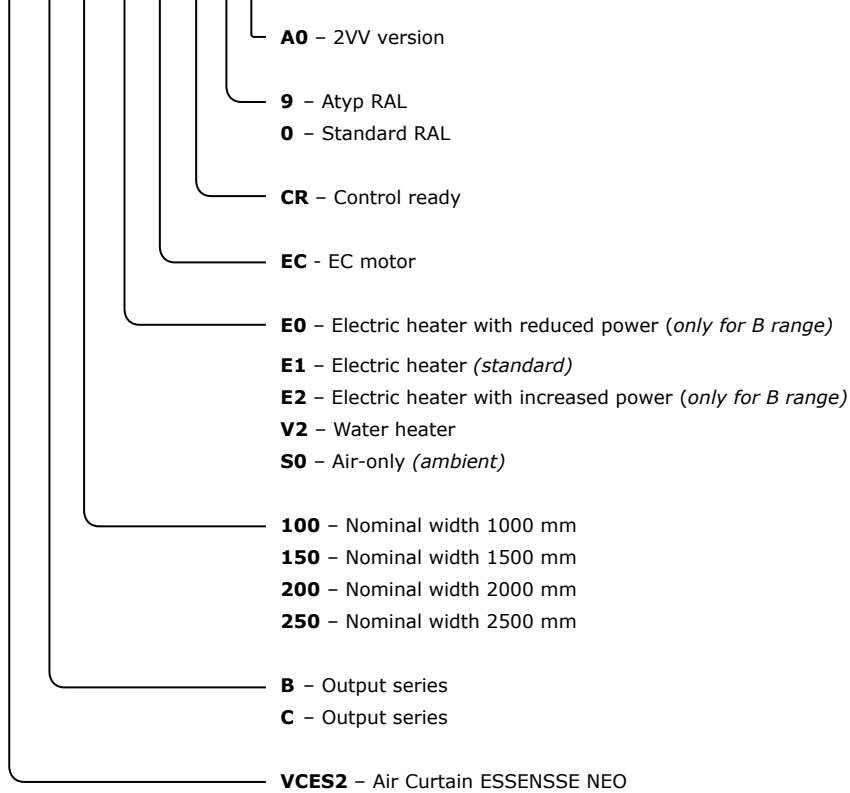 A0 – 2VV version
9 – Atyp RAL
0 – Standard RAL
CR – Control ready
EC - EC motor
E0 – Electric heater with reduced power (only for B range)
E1 – Electric heater (standard)
E2 – Electric heater with increased power (only for B range)
V2 – Water heater
S0 – Air-only (ambient)
100 – Nominal width 1000 mm
150 – Nominal width 1500 mm
200 – Nominal width 2000 mm
250 – Nominal width 2500 mm
B – Output series
C – Output series
VCES2 – Air Curtain ESSENSSE NEO